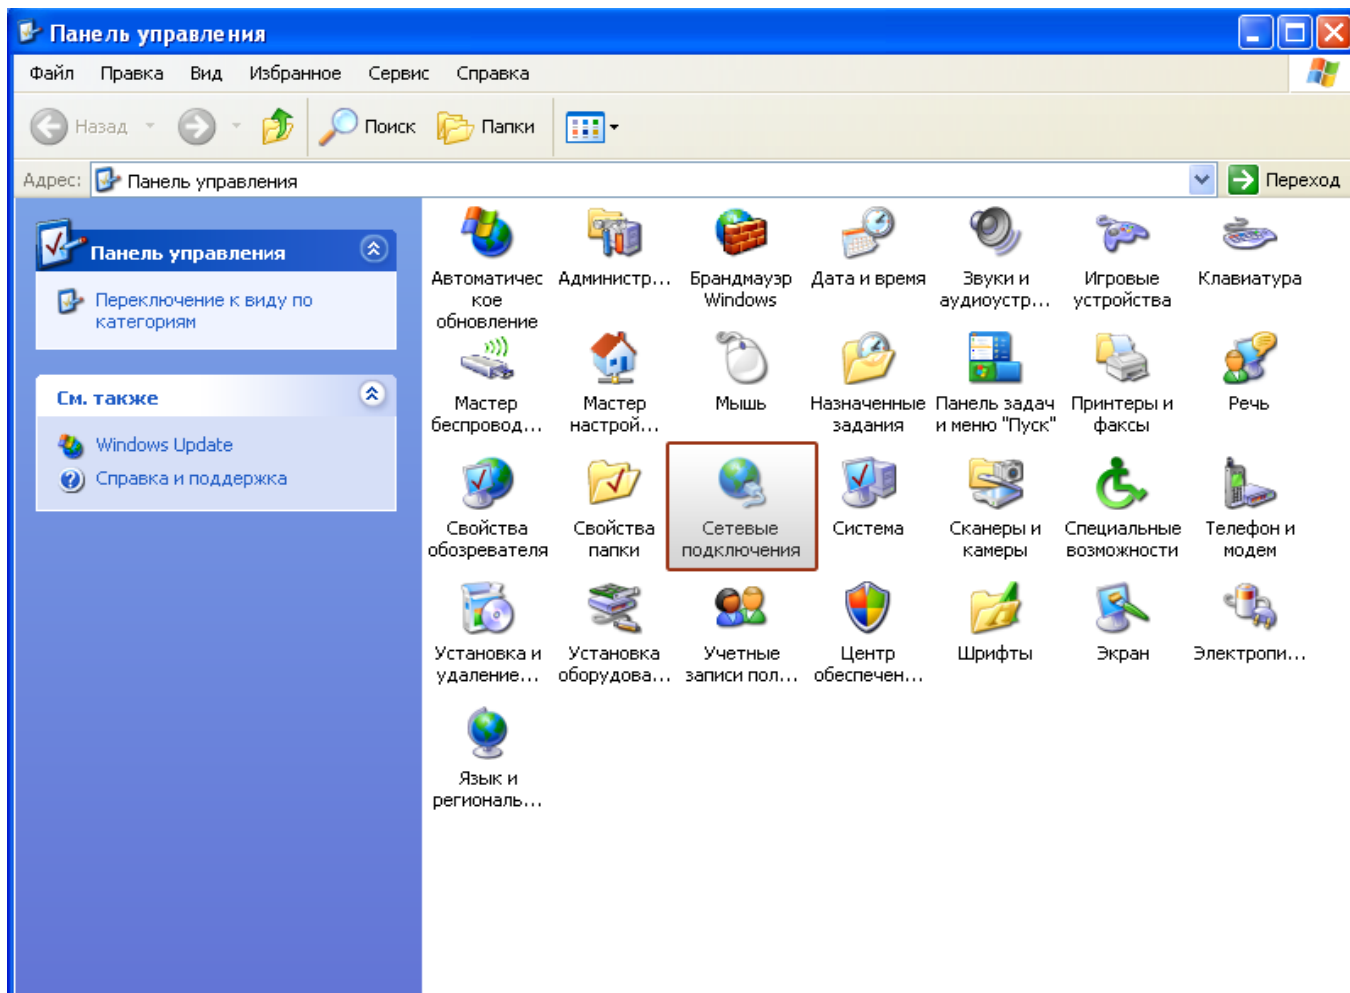 Панель управления
Файл Правка Вид Избранное Сервис Справка
Назад Поиск Папки
Адрес: Панель управления Переход
Панель управления
Переключение к виду по
категориям
См. также
Windows Update
Справка и поддержка
Автоматичес
кое
обновление
Администр...
Брандмауэр
Windows
Дата и время
Звуки и
аудиоустр...
Игровые
устройства
Клавиатура
Мастер
беспровод...
Мастер
настрой...
Мышь
Назначенные
задания
Панель задач
и меню "Пуск"
Принтеры и
факсы
Речь
Свойства
обозревателя
Свойства
папки
Сетевые
подключения
Система
Сканеры и
камеры
Специальные
возможности
Телефон и
модем
Установка и
удаление...
Установка
оборудова...
Учетные
записи пол...
Центр
обеспечен...
Шрифты
Экран
Электропи...
Язык и
региональ...